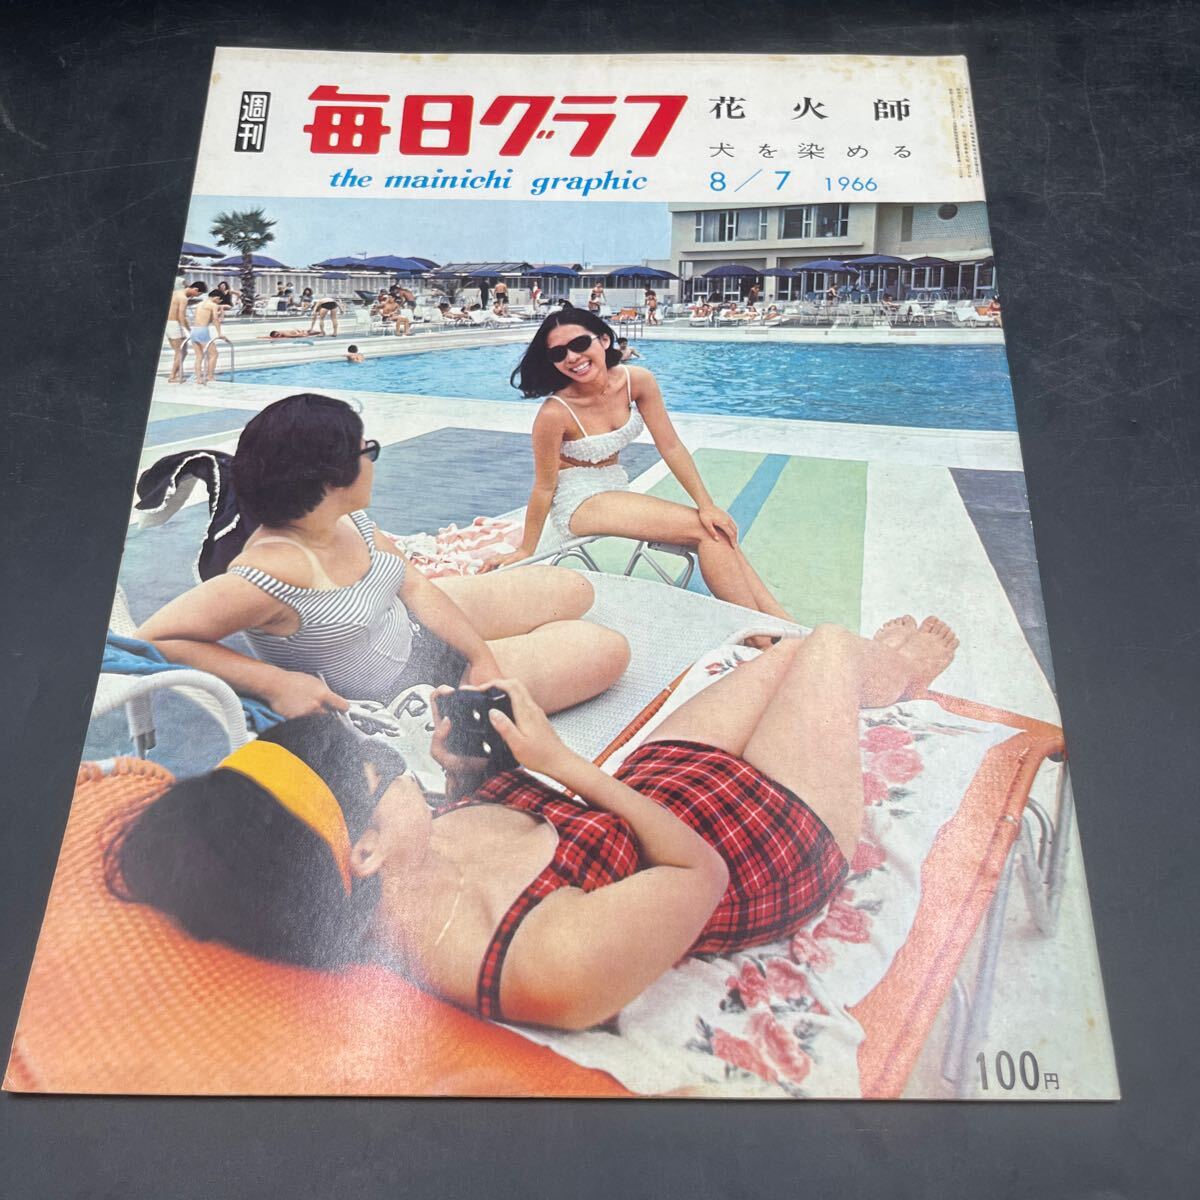 週刊
毎日グラフ
the mainichi graphic
花火師
犬を染める
8/7 1966
100円